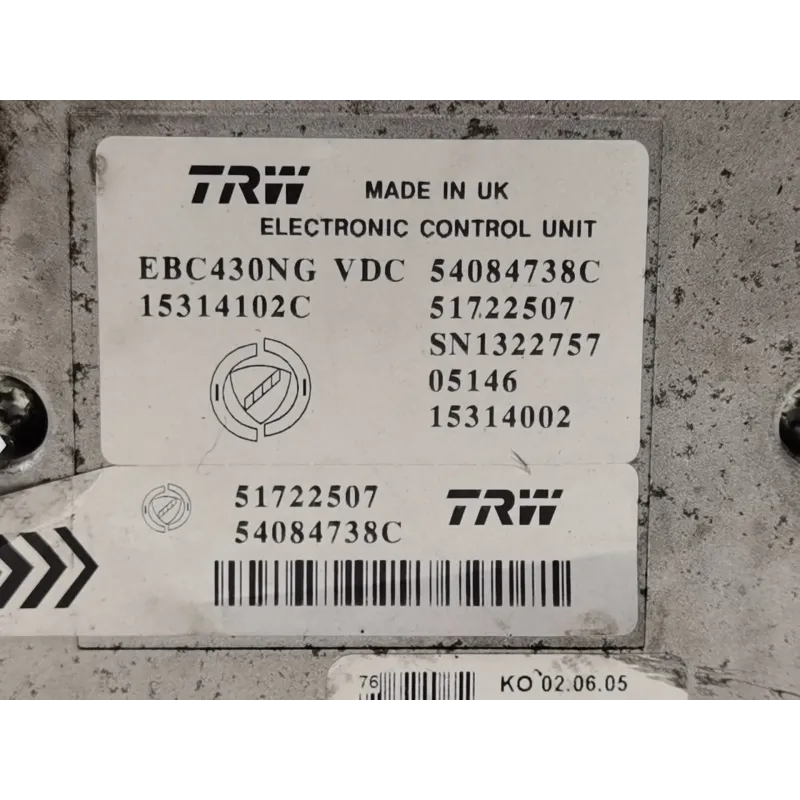 TRW MADE IN UK
ELECTRONIC CONTROL UNIT
EBC430NG VDC 54084738C
15314102C 51722507
SN1322757
05146
15314002
51722507 TRW
54084738C
76 KO 02.06.05